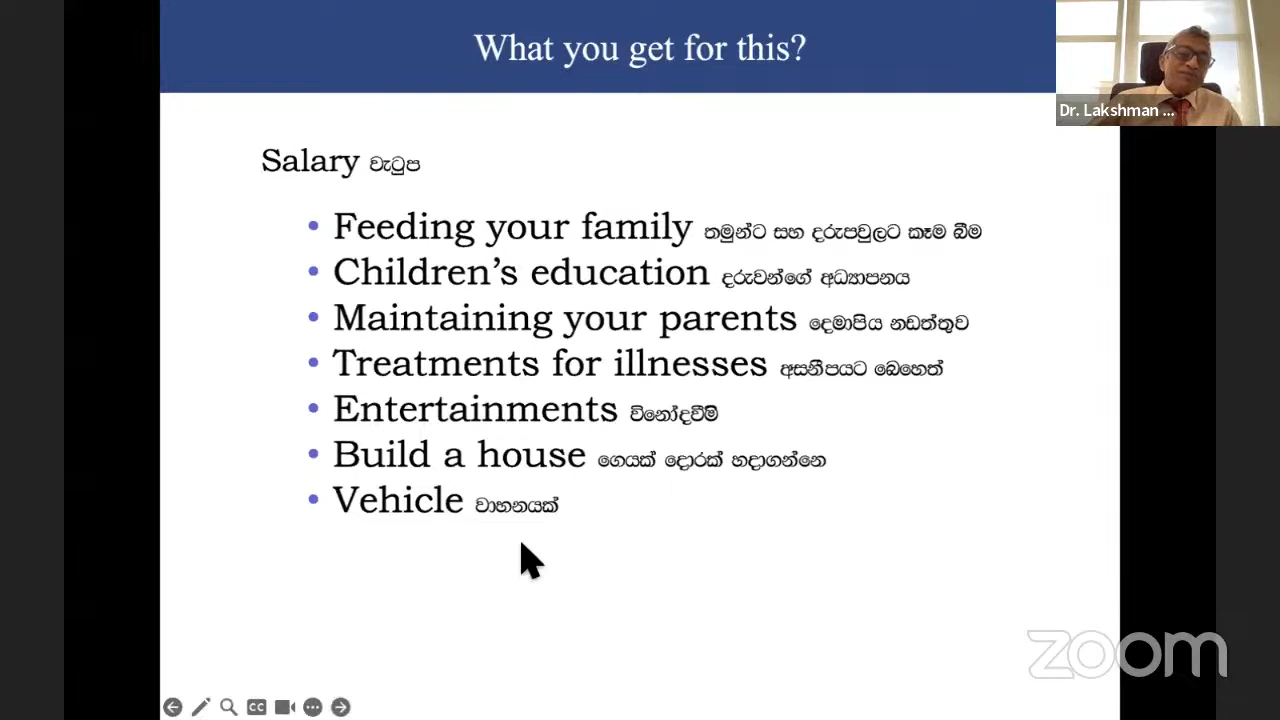 What you get for this?
Dr. Lakshman ...
Salary වැටුප
• Feeding your family තමුන්ට සහ දරුපවුලට කෑම බීම
• Children’s education දරුවන්ගේ අධ්‍යාපනය
• Maintaining your parents දෙමාපිය නඩත්තුව
• Treatments for illnesses අසනීපයට බෙහෙත්
• Entertainments විනෝදවීම්
• Build a house ගෙයක් දොරක් හදාගන්නෙ
• Vehicle වාහනයක්
zoom
CC